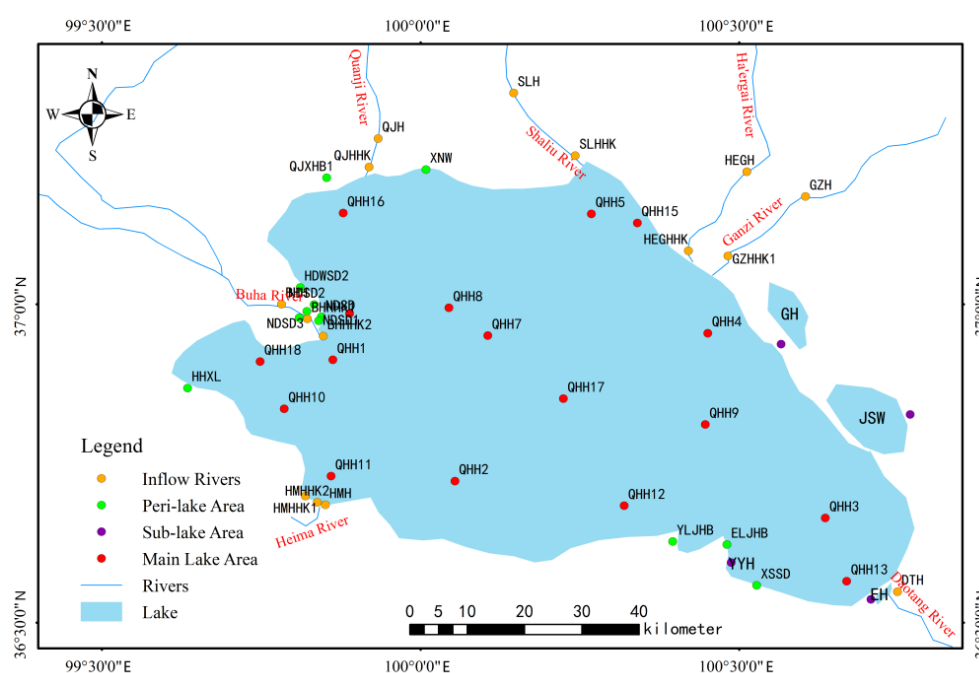 99°30′0″E 100°0′0″E 100°30′0″E
N
W E
S
Quanji River
Ha'ergai River
SLH
QJH
Shaliu River
SLHHK
QJHHK
XNW
QJXHB1
HEGH
GZH
QHH16
QHH5
QHH15
Ganzi River
HEGHHK
GZHHK1
HDWSD2
Buha River
QHH8
GH
37°0′0″N
NDSD3
NDSD1
BHHHK2
QHH7
QHH4
QHH18
QHH1
HHXL
QHH10
QHH17
QHH9
JSW
Legend
Inflow Rivers
Peri-lake Area
Sub-lake Area
Main Lake Area
Rivers
Lake
QHH11
QHH2
HMHHK2
HMH
HMHHK1
Heima River
QHH12
QHH3
YLJHB
ELJHB
YYH
XSSD
QHH13
DTH
EH
Daotang River
0 5 10 20 30 40
kilometer
36°30′0″N
99°30′0″E 100°0′0″E 100°30′0″E